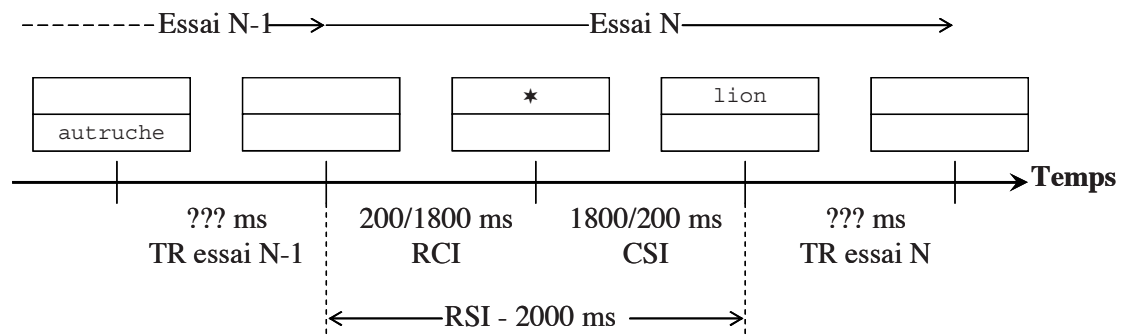 Essai N-1 Essai N
✶ lion
autruche
Temps
??? ms 200/1800 ms 1800/200 ms ??? ms
TR essai N-1 RCI CSI TR essai N
RSI - 2000 ms